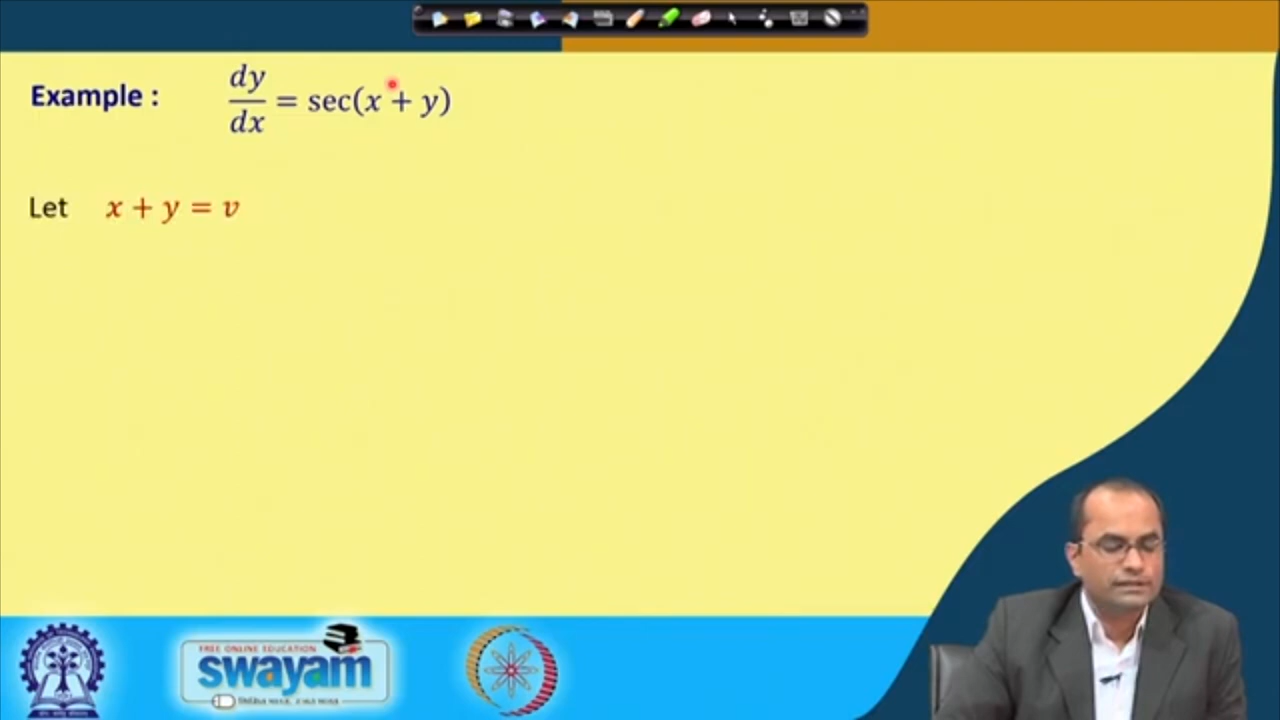 Example : dy/dx = sec(x + y)
Let x + y = v
FREE ONLINE EDUCATION
swayam